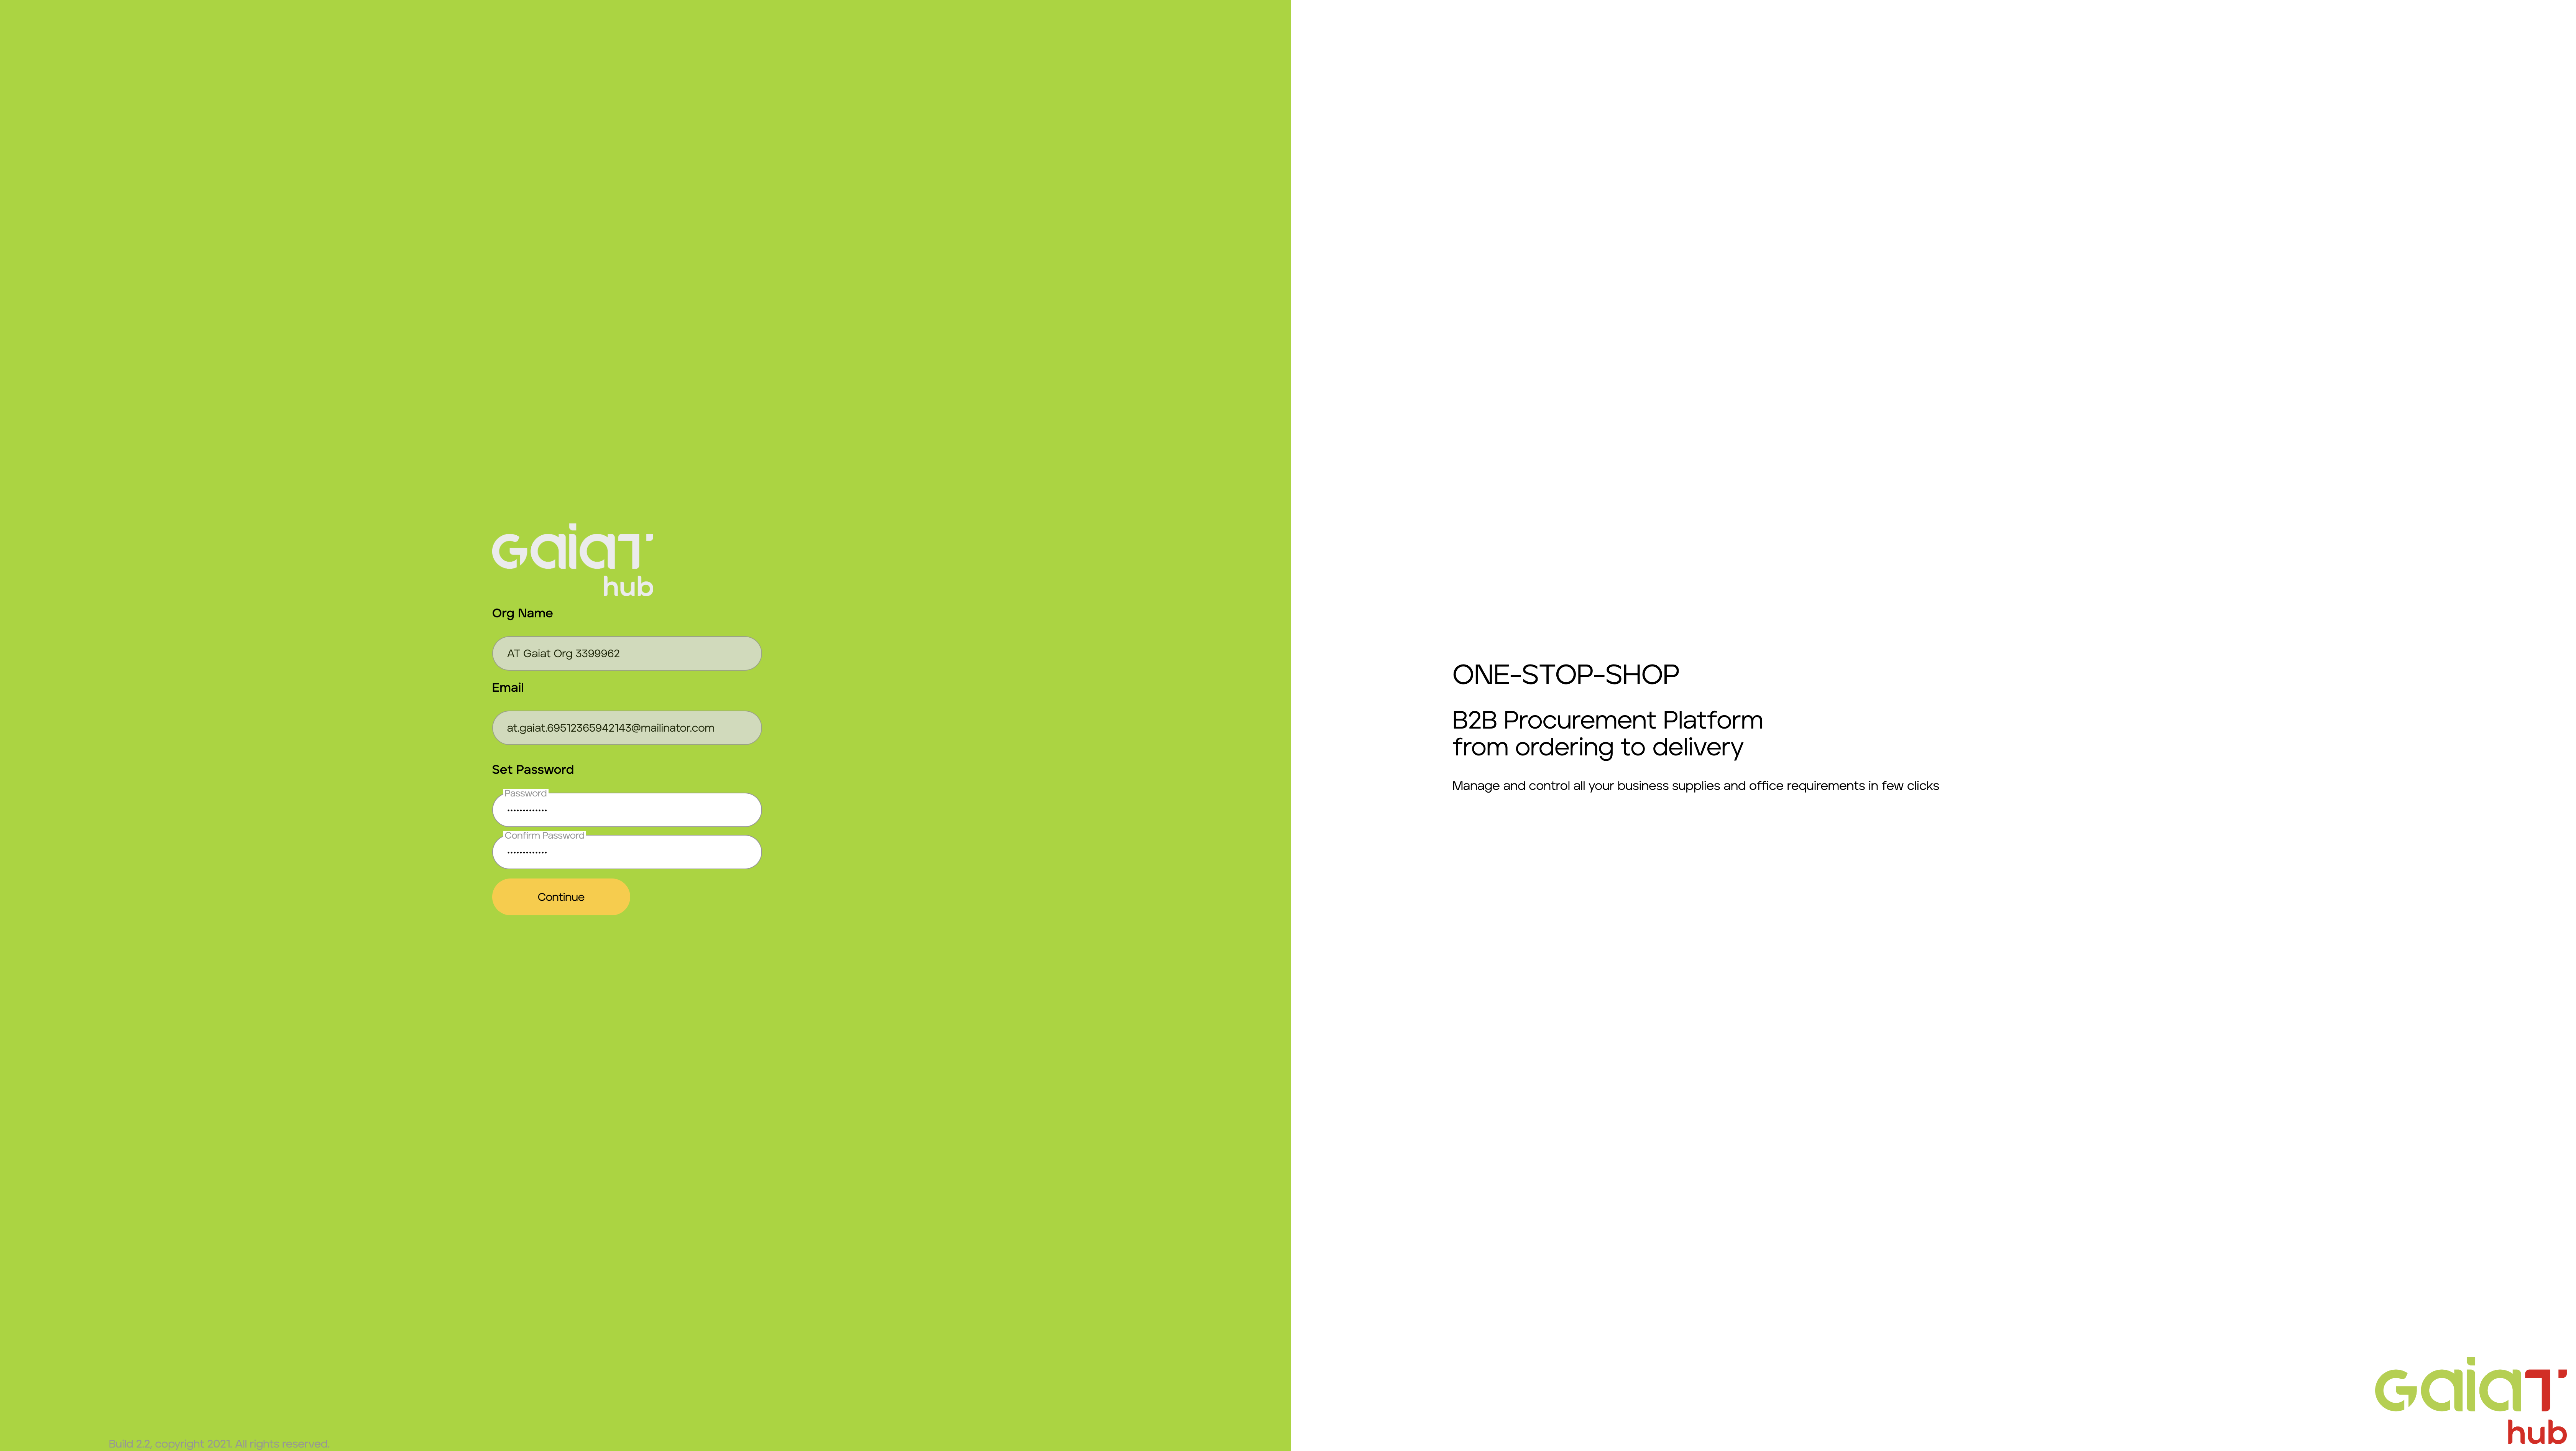 Gaiat
hub
Org Name
AT Gaiat Org 3399962
Email
at.gaiat.69512365942143@mailinator.com
Set Password
Password
•••••••••••••
Confirm Password
•••••••••••••
Continue
Build 2.2, copyright 2021. All rights reserved.
ONE-STOP-SHOP
B2B Procurement Platform
from ordering to delivery
Manage and control all your business supplies and office requirements in few clicks
Gaiat
hub